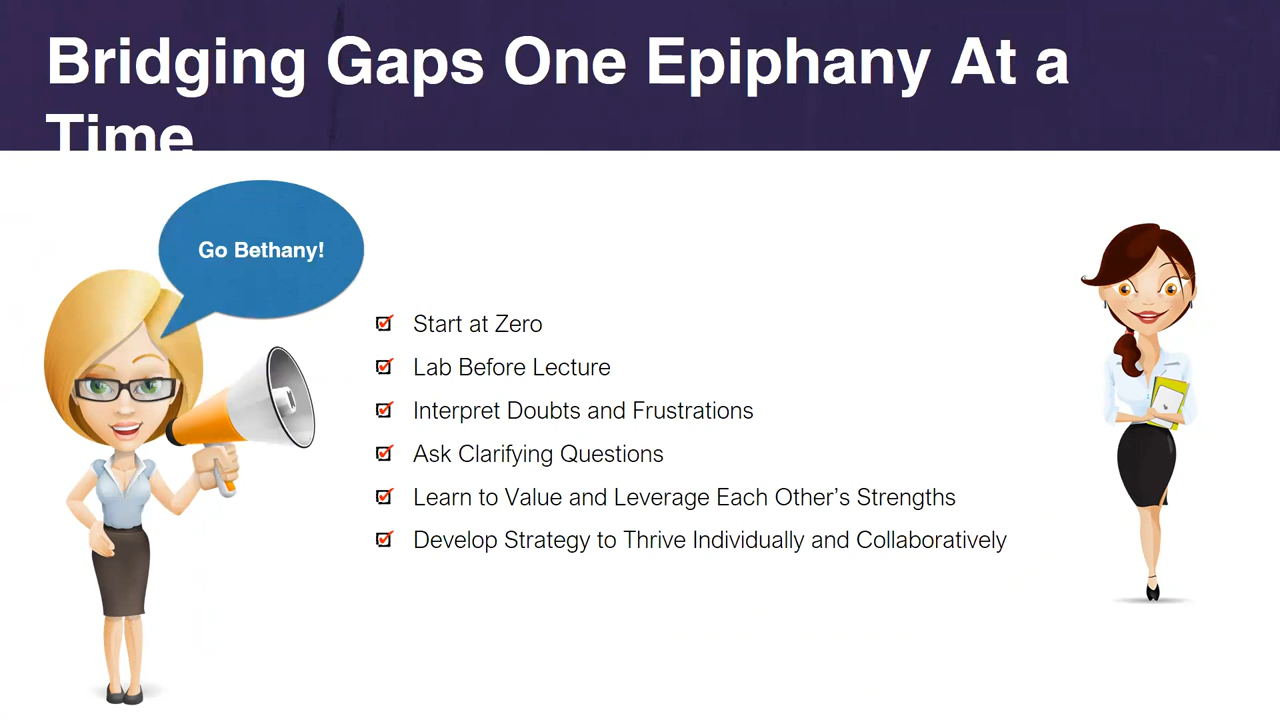 Bridging Gaps One Epiphany At a
Time
Go Bethany!
Start at Zero
Lab Before Lecture
Interpret Doubts and Frustrations
Ask Clarifying Questions
Learn to Value and Leverage Each Other’s Strengths
Develop Strategy to Thrive Individually and Collaboratively